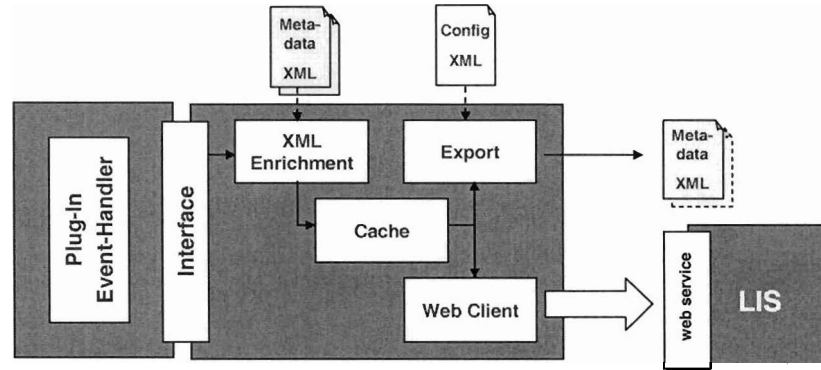 Meta-
data
XML
Config
XML
Plug-In
Event-Handler
Interface
XML
Enrichment
Export
Cache
Web Client
Meta-
data
XML
web service
LIS